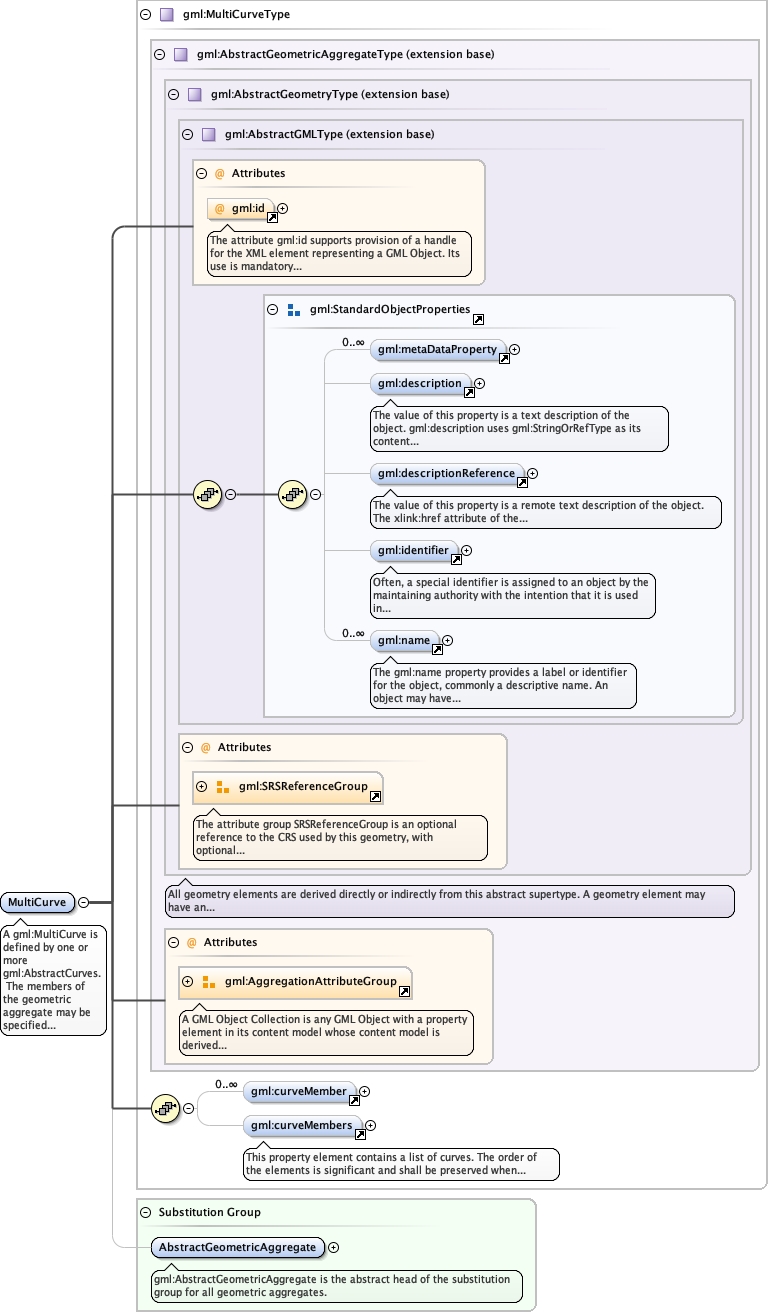 gml:MultiCurveType
gml:AbstractGeometricAggregateType (extension base)
gml:AbstractGeometryType (extension base)
gml:AbstractGMLType (extension base)
@ Attributes
@ gml:id
The attribute gml:id supports provision of a handle
for the XML element representing a GML Object. Its
use is mandatory...
gml:StandardObjectProperties
0..∞
gml:metaDataProperty
gml:description
The value of this property is a text description of the
object. gml:description uses gml:StringOrRefType as its
content...
gml:descriptionReference
The value of this property is a remote text description of the object.
The xlink:href attribute of the...
gml:identifier
Often, a special identifier is assigned to an object by the
maintaining authority with the intention that it is used
in...
0..∞
gml:name
The gml:name property provides a label or identifier
for the object, commonly a descriptive name. An
object may have...
@ Attributes
gml:SRSReferenceGroup
The attribute group SRSReferenceGroup is an optional
reference to the CRS used by this geometry, with
optional...
All geometry elements are derived directly or indirectly from this abstract supertype. A geometry element may
have an...
MultiCurve
A gml:MultiCurve is
defined by one or
more
gml:AbstractCurves.
The members of
the geometric
aggregate may be
specified...
@ Attributes
gml:AggregationAttributeGroup
A GML Object Collection is any GML Object with a property
element in its content model whose content model is
derived...
0..∞
gml:curveMember
gml:curveMembers
This property element contains a list of curves. The order of
the elements is significant and shall be preserved when...
Substitution Group
AbstractGeometricAggregate
gml:AbstractGeometricAggregate is the abstract head of the substitution
group for all geometric aggregates.